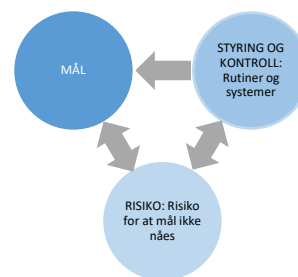 MÅL
STYRING OG
KONTROLL:
Rutiner og
systemer
RISIKO: Risiko
for at mål ikke
nåes